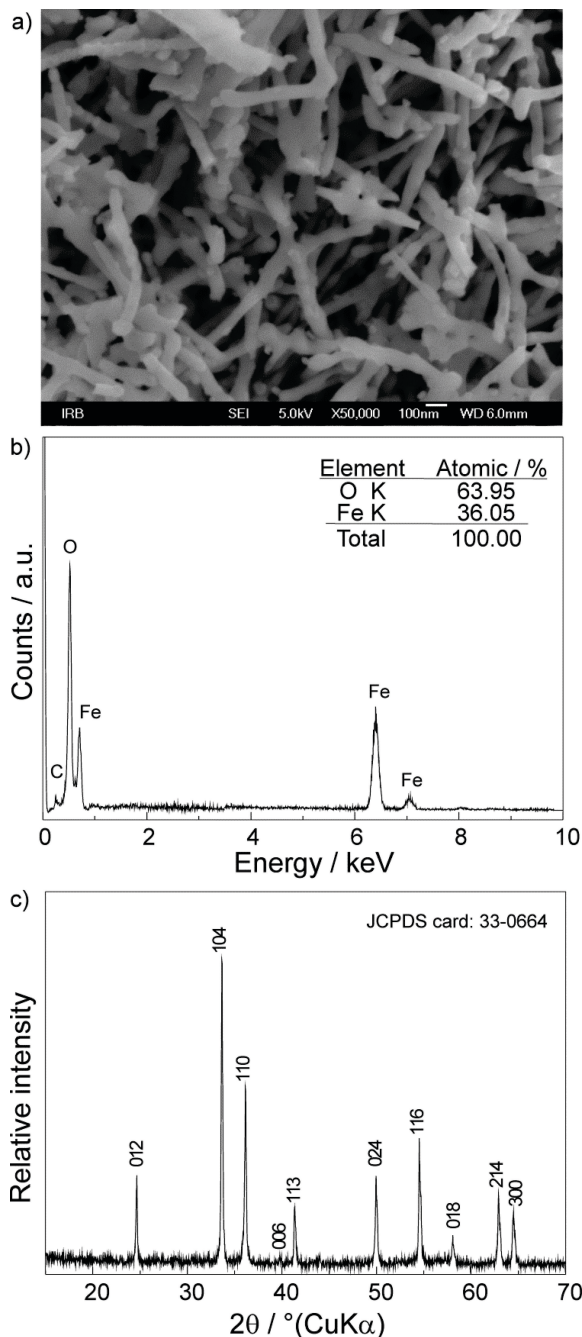 a)
IRB SEI 5.0kV X50,000 100nm WD 6.0mm
b)
Element Atomic / %
O K 63.95
Fe K 36.05
Total 100.00
Counts / a.u.
O
Fe
C
Fe
Fe
0 2 4 6 8 10
Energy / keV
c)
JCPDS card: 33-0664
Relative intensity
012
104
110
006
113
024
116
018
214
300
20 30 40 50 60 70
2θ / °(CuKα)